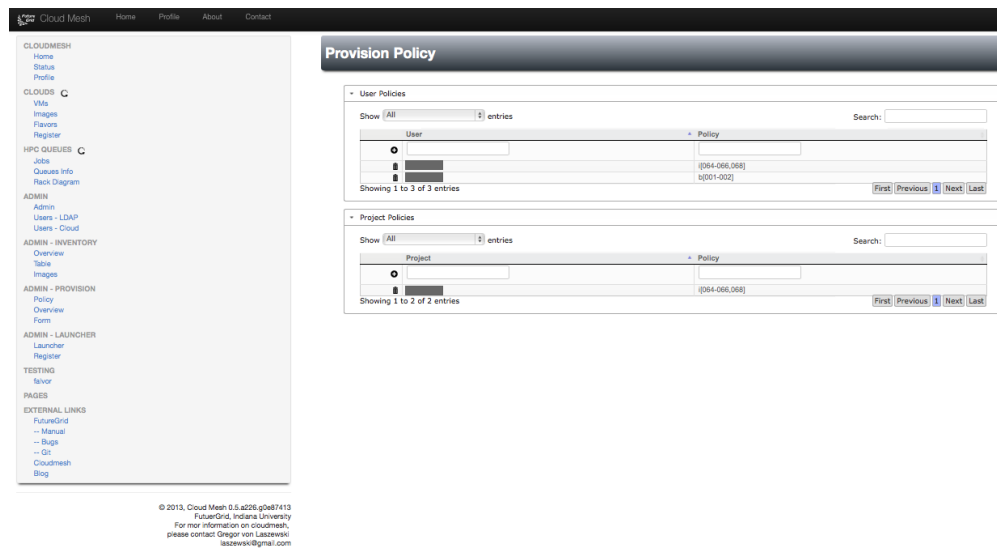 Future Grid Cloud Mesh Home Profile About Contact
CLOUDMESH
Home
Status
Profile
CLOUDS
VMs
Images
Flavors
Register
HPC QUEUES
Jobs
Queues Info
Rack Diagram
ADMIN
Admin
Users - LDAP
Users - Cloud
ADMIN - INVENTORY
Overview
Table
Images
ADMIN - PROVISION
Policy
Overview
Form
ADMIN - LAUNCHER
Launcher
Register
TESTING
falvor
PAGES
EXTERNAL LINKS
FutureGrid
-- Manual
-- Bugs
-- Git
Cloudmesh
Blog
© 2013, Cloud Mesh 0.5.a226.g0e87413
FutuerGrid, Indiana University
For mor information on cloudmesh,
please contact Gregor von Laszewski
laszewski@gmail.com
Provision Policy
User Policies
Show All entries Search:
User Policy
i[064-066,068]
b[001-002]
Showing 1 to 3 of 3 entries First Previous 1 Next Last
Project Policies
Show All entries Search:
Project Policy
i[064-066,068]
Showing 1 to 2 of 2 entries First Previous 1 Next Last